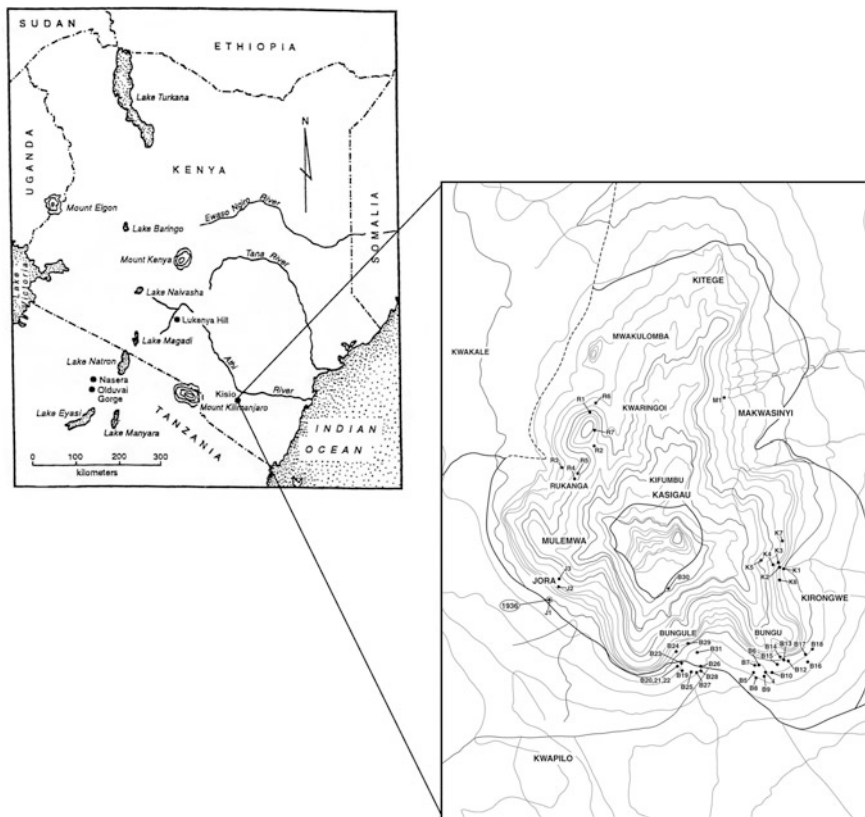 SUDAN
ETHIOPIA
Lake Turkana
N
UGANDA
KENYA
SOMALIA
Mount Elgon
Ewaso Ngiro River
Lake Baringo
Mount Kenya
Tana River
Lake Victoria
Lake Naivasha
Lukenya Hill
Lake Magadi
Athi River
Lake Natron
Nasera
Olduvai Gorge
Kisio
Mount Kilimanjaro
Lake Eyasi
Lake Manyara
TANZANIA
INDIAN OCEAN
0 100 200 300
kilometers
KITEGE
MWAKULOMBA
KWAKALE
R1
R6
KWARINGOI
M1
MAKWASINYI
R7
R2
R3
R5
R4
RUKANGA
KIFUMBU
KASIGAU
MULEMWA
K7
K3
K4
K5
K1
K2
K6
J3
JORA
J2
B30
KIRONGWE
1936
J1
BUNGULE
BUNGU
B29
B24
B31
B23
B13
B17
B18
B14
B6
B15
B7
B12
B16
B20,21,22
B19
B26
B28
B25
B27
B5
B8
B9
B10
KWAPILO